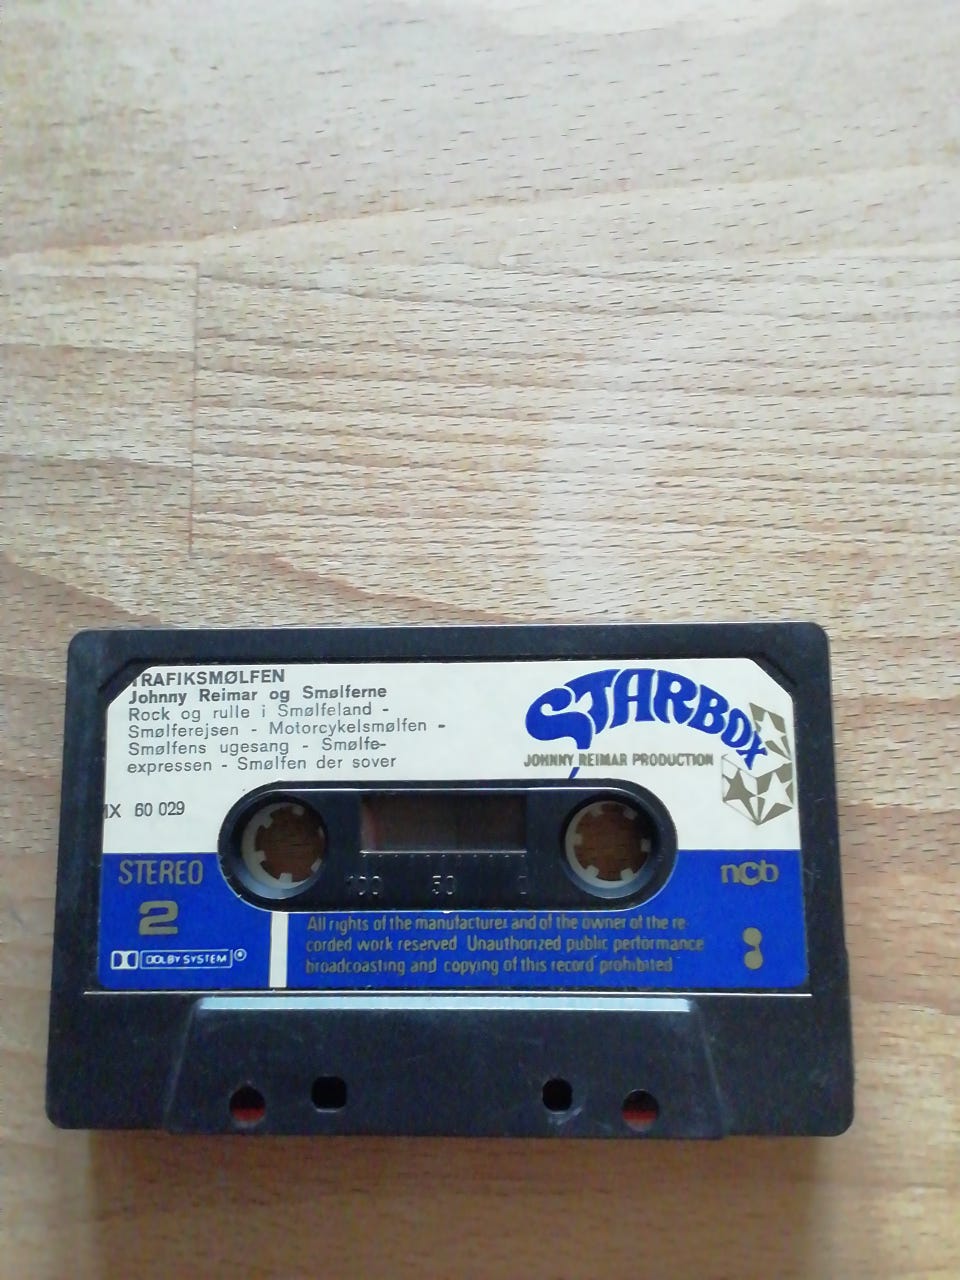 TRAFIKSMØLFEN
Johnny Reimar og Smølferne
Rock og rulle i Smølfeland -
Smølferejsen - Motorcykelsmølfen -
Smølfens ugesang - Smølfe-
expressen - Smølfen der sover
MX 60 029
STARBOX
JOHNNY REIMAR PRODUCTION
STEREO
2
DOLBY SYSTEM ®
100 50 0
ncb
All rights of the manufacturer and of the owner of the re-
corded work reserved Unauthorized public performance
broadcasting and copying of this record prohibited